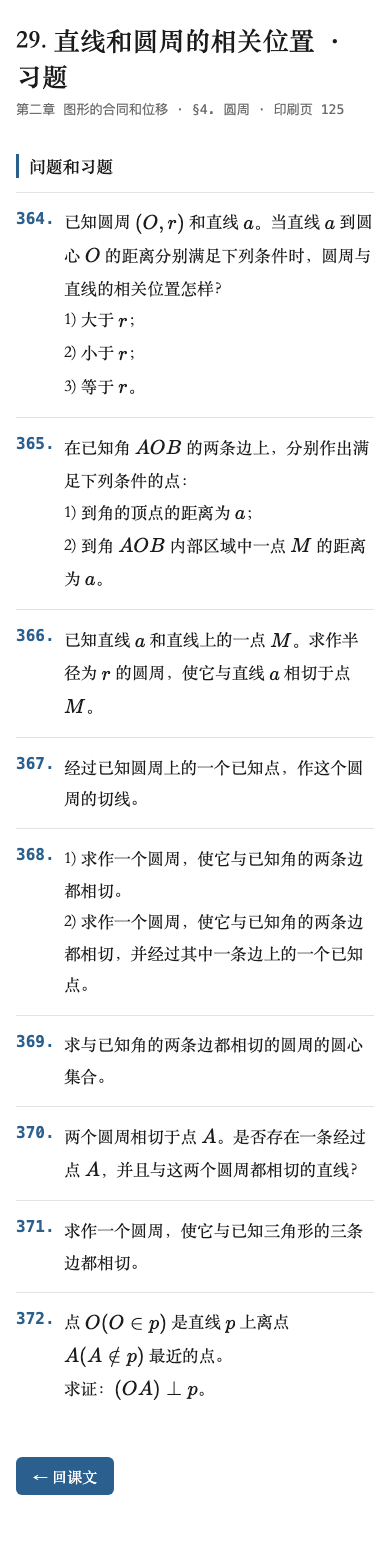 29. 直线和圆周的相关位置 ·
习题
第二章 图形的合同和位移 · §4. 圆周 · 印刷页 125
问题和习题
364. 已知圆周 (O, r) 和直线 a。当直线 a 到圆
心 O 的距离分别满足下列条件时，圆周与
直线的相关位置怎样？
1) 大于 r；
2) 小于 r；
3) 等于 r。
365. 在已知角 AOB 的两条边上，分别作出满
足下列条件的点：
1) 到角的顶点的距离为 a；
2) 到角 AOB 内部区域中一点 M 的距离
为 a。
366. 已知直线 a 和直线上的一点 M。求作半
径为 r 的圆周，使它与直线 a 相切于点
M。
367. 经过已知圆周上的一个已知点，作这个圆
周的切线。
368. 1) 求作一个圆周，使它与已知角的两条边
都相切。
2) 求作一个圆周，使它与已知角的两条边
都相切，并经过其中一条边上的一个已知
点。
369. 求与已知角的两条边都相切的圆周的圆心
集合。
370. 两个圆周相切于点 A。是否存在一条经过
点 A，并且与这两个圆周都相切的直线？
371. 求作一个圆周，使它与已知三角形的三条
边都相切。
372. 点 O(O ∈ p) 是直线 p 上离点
A(A ∉ p) 最近的点。
求证：(OA) ⊥ p。
← 回课文